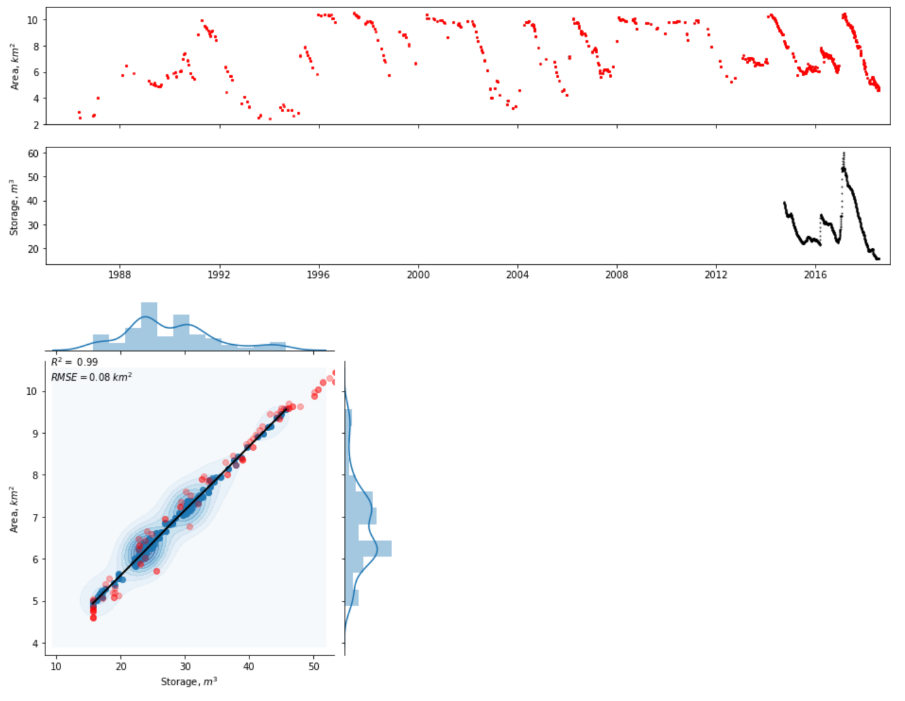 10
8
6
4
2
Area, km²
60
50
40
30
20
Storage, m³
1988 1992 1996 2000 2004 2008 2012 2016
R² = 0.99
RMSE = 0.08 km²
10
9
8
7
6
5
4
Area, km²
10 20 30 40 50
Storage, m³